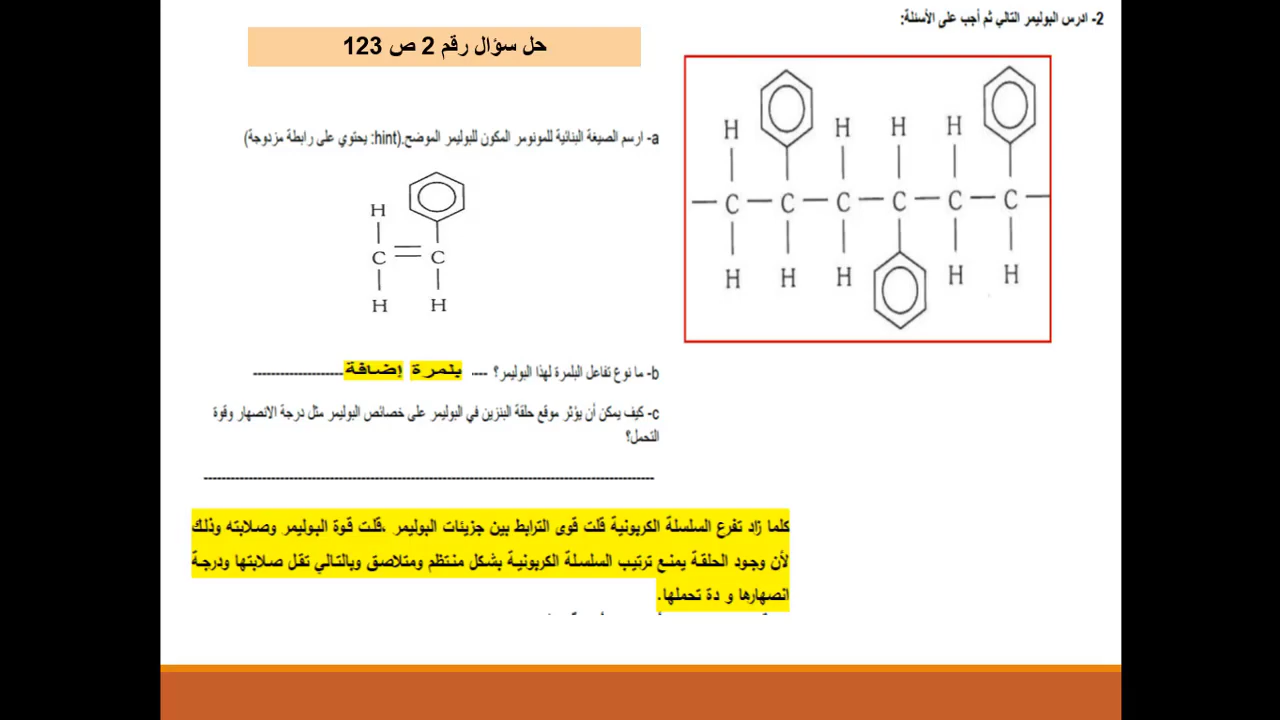 2- ادرس البوليمر التالي ثم أجب على الأسئلة:
حل سؤال رقم 2 ص 123
H H H H
C C C C C C
H H H H H
a- ارسم الصيغة البنائية للمونومر المكون للبوليمر الموضح.(hint: يحتوي على رابطة مزدوجة)
H
C C
H H
b- ما نوع تفاعل البلمرة لهذا البوليمر؟ ---- بلمرة إضافة --------------------
c- كيف يمكن أن يؤثر موقع حلقة البنزين في البوليمر على خصائص البوليمر مثل درجة الانصهار وقوة
التحمل؟
كلما زاد تفرع السلسلة الكربونية قلت قوى الترابط بين جزيئات البوليمر ،قلت قوة البوليمر وصلابته وذلك
لأن وجود الحلقة يمنع ترتيب السلسلة الكربونية بشكل منتظم ومتلاصق وبالتالي تقل صلابتها ودرجة
انصهارها و دة تحملها.